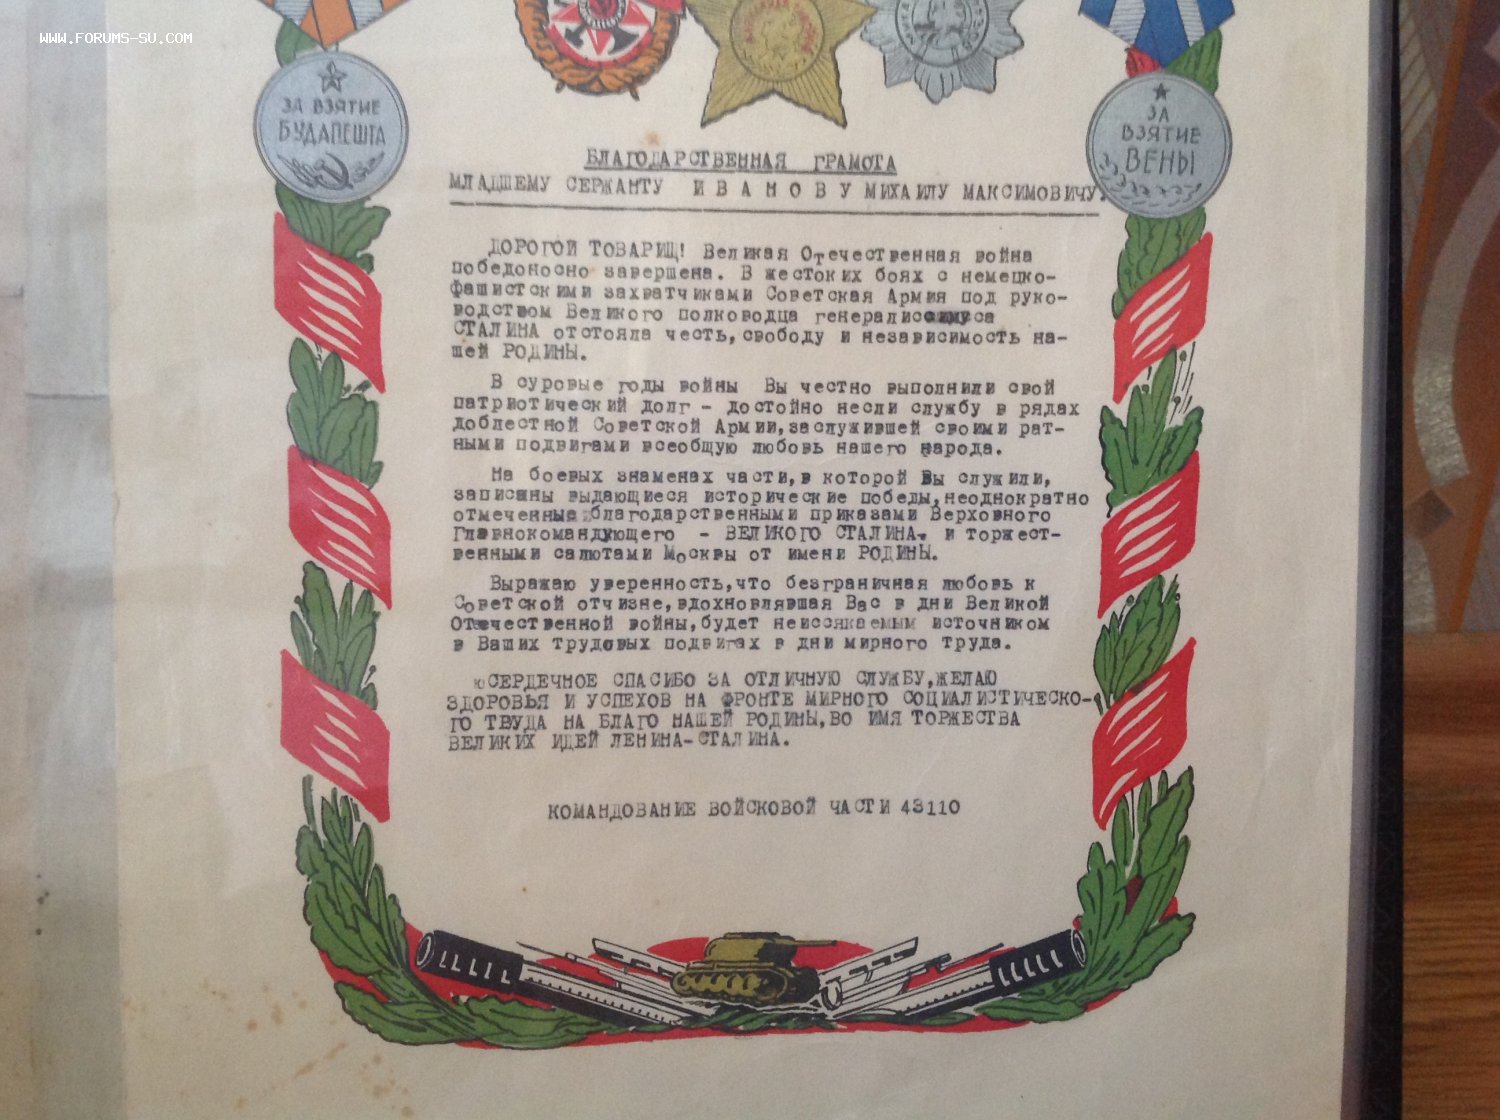 WWW.FORUMS-SU.COM
ЗА ВЗЯТИЕ
БУДАПЕШТА
ЗА
ВЗЯТИЕ
ВЕНЫ
БЛАГОДАРСТВЕННАЯ ГРАМОТА
МЛАДШЕМУ СЕРЖАНТУ И В А Н О В У МИХАИЛУ МАКСИМОВИЧУ.
ДОРОГОЙ ТОВАРИЩ! Великая Отечественная война
победоносно завершена. В жестоких боях с немецко-
фашистскими захватчиками Советская Армия под руко-
водством Великого полководца генералиссимуса
СТАЛИНА отстояла честь, свободу и независимость на-
шей РОДИНЫ.
В суровые годы войны Вы честно выполнили свой
патриотический долг - достойно несли службу в рядах
доблестной Советской Армии, заслужившей своими рат-
ными подвигами всеобщую любовь нашего народа.
На боевых знаменах части, в которой Вы служили,
записаны выдающиеся исторические победы, неоднократно
отмеченные благодарственными приказами Верховного
Главнокомандующего - ВЕЛИКОГО СТАЛИНА, и торжест-
венными салютами Москвы от имени РОДИНЫ.
Выражаю уверенность, что безграничная любовь к
Советской отчизне, вдохновлявшая Вас в дни Великой
Отечественной войны, будет неиссякаемым источником
в Ваших трудовых подвигах в дни мирного труда.
СЕРДЕЧНОЕ СПАСИБО ЗА ОТЛИЧНУЮ СЛУЖБУ, ЖЕЛАЮ
ЗДОРОВЬЯ И УСПЕХОВ НА ФРОНТЕ МИРНОГО СОЦИАЛИСТИЧЕСКО-
ГО ТРУДА НА БЛАГО НАШЕЙ РОДИНЫ, ВО ИМЯ ТОРЖЕСТВА
ВЕЛИКИХ ИДЕЙ ЛЕНИНА-СТАЛИНА.
КОМАНДОВАНИЕ ВОЙСКОВОЙ ЧАСТИ 43110